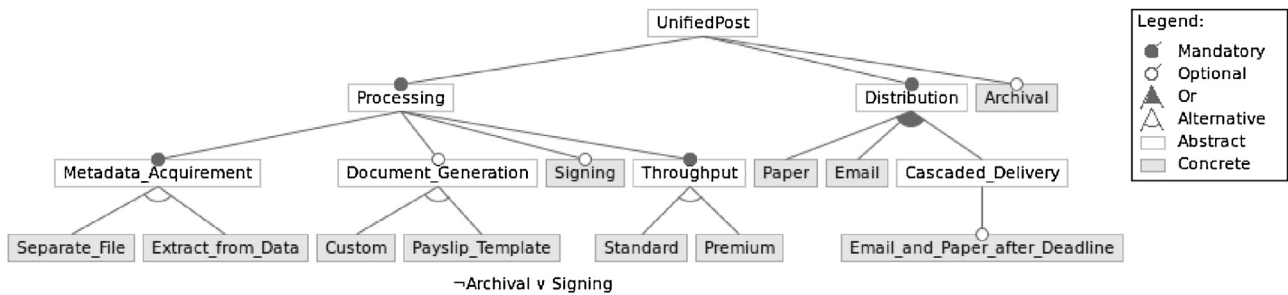 UnifiedPost
Legend:
Mandatory
Optional
Or
Alternative
Abstract
Concrete
Processing
Distribution
Archival
Metadata_Acquirement
Document_Generation
Signing
Throughput
Paper
Email
Cascaded_Delivery
Separate_File
Extract_from_Data
Custom
Payslip_Template
Standard
Premium
Email_and_Paper_after_Deadline
¬Archival ∨ Signing